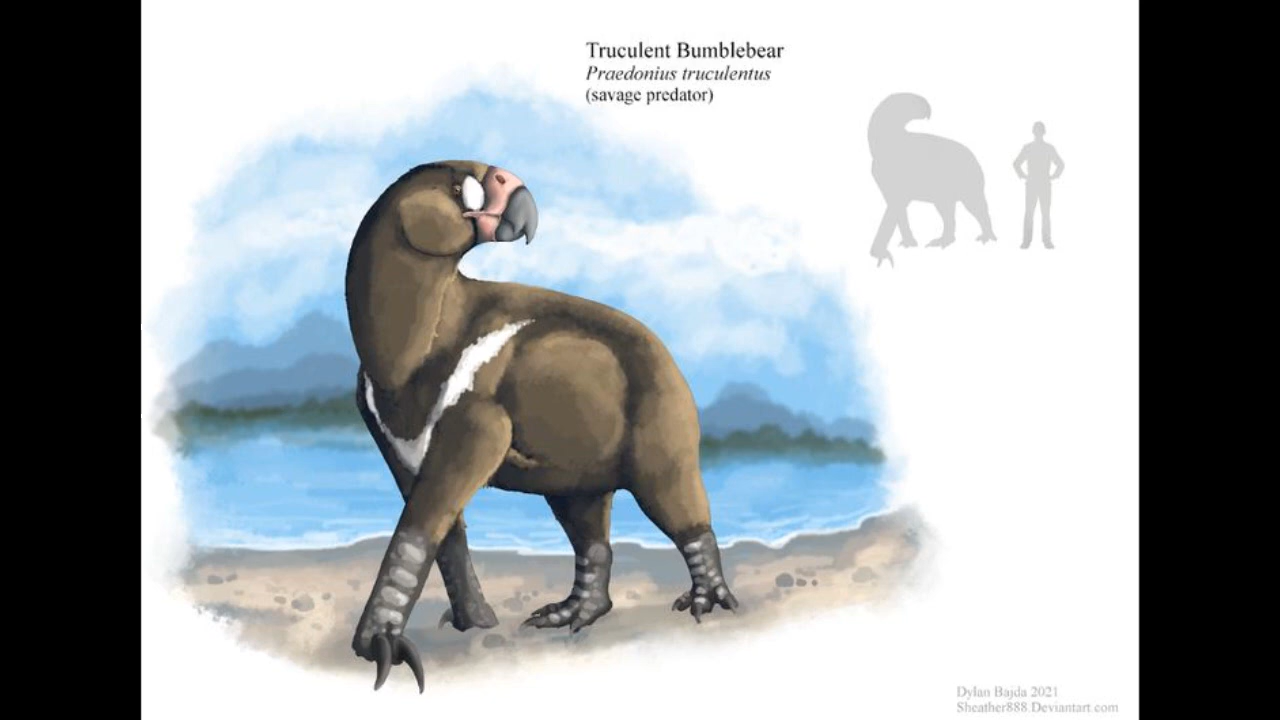 Truculent Bumblebear
Praedonius truculentus
(savage predator)
Dylan Bajda 2021
Sheather888.Deviantart.com